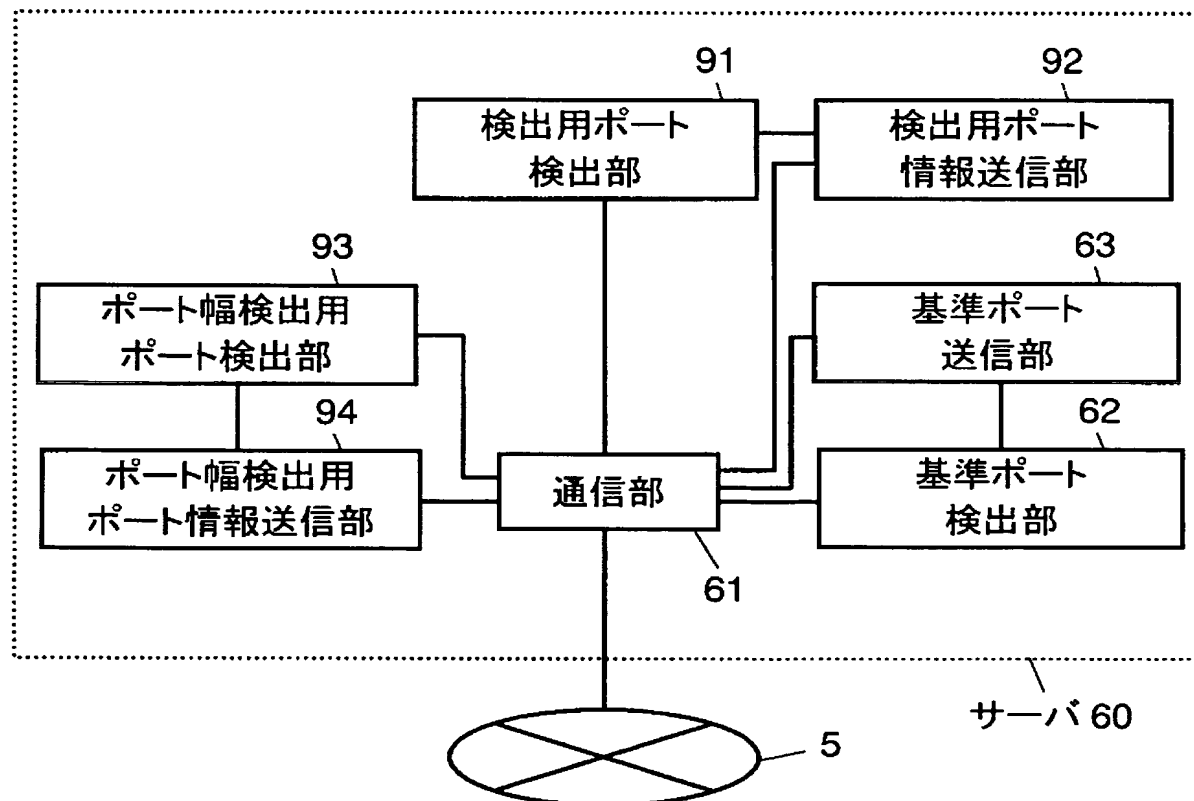 91
92
検出用ポート
検出部
検出用ポート
情報送信部
93
63
ポート幅検出用
ポート検出部
基準ポート
送信部
94
62
ポート幅検出用
ポート情報送信部
通信部
基準ポート
検出部
61
サーバ 60
5